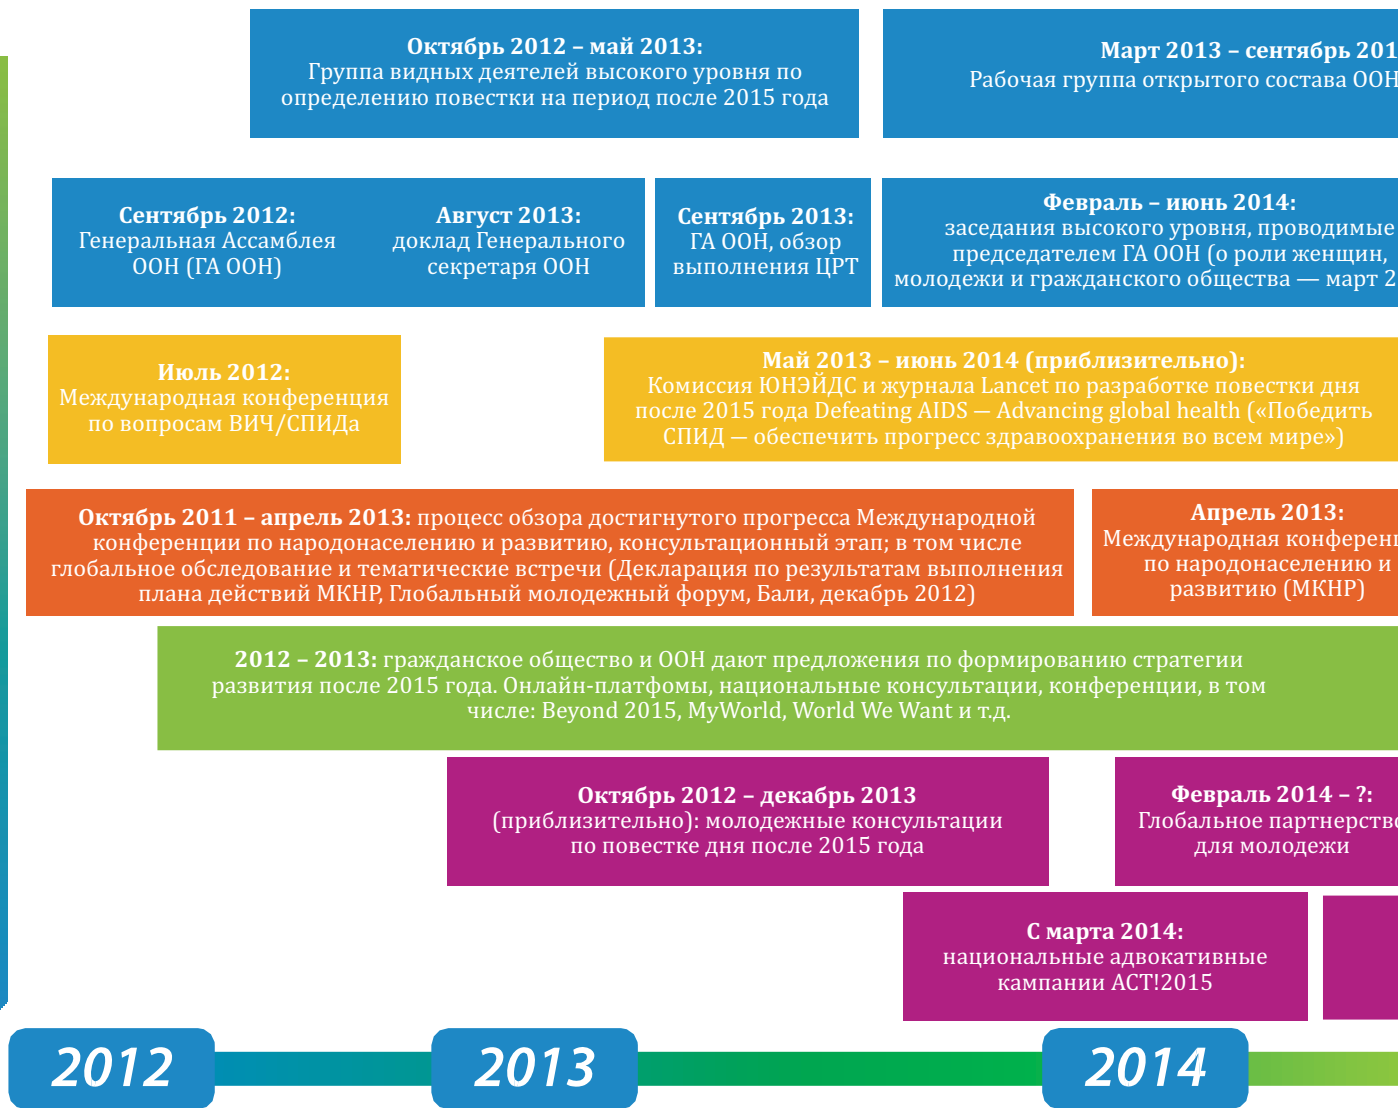 Октябрь 2012 – май 2013:
Группа видных деятелей высокого уровня по
определению повестки на период после 2015 года
Март 2013 – сентябрь 201
Рабочая группа открытого состава ООН
Сентябрь 2012:
Генеральная Ассамблея
ООН (ГА ООН)
Август 2013:
доклад Генерального
секретаря ООН
Сентябрь 2013:
ГА ООН, обзор
выполнения ЦРТ
Февраль – июнь 2014:
заседания высокого уровня, проводимые
председателем ГА ООН (о роли женщин,
молодежи и гражданского общества — март 2
Июль 2012:
Международная конференция
по вопросам ВИЧ/СПИДа
Май 2013 – июнь 2014 (приблизительно):
Комиссия ЮНЭЙДС и журнала Lancet по разработке повестки дня
после 2015 года Defeating AIDS — Advancing global health («Победить
СПИД — обеспечить прогресс здравоохранения во всем мире»)
Октябрь 2011 – апрель 2013: процесс обзора достигнутого прогресса Международной
конференции по народонаселению и развитию, консультационный этап; в том числе
глобальное обследование и тематические встречи (Декларация по результатам выполнения
плана действий МКНР, Глобальный молодежный форум, Бали, декабрь 2012)
Апрель 2013:
Международная конференц
по народонаселению и
развитию (МКНР)
2012 – 2013: гражданское общество и ООН дают предложения по формированию стратегии
развития после 2015 года. Онлайн-платфомы, национальные консультации, конференции, в том
числе: Beyond 2015, MyWorld, World We Want и т.д.
Октябрь 2012 – декабрь 2013
(приблизительно): молодежные консультации
по повестке дня после 2015 года
Февраль 2014 – ?:
Глобальное партнерство
для молодежи
С марта 2014:
национальные адвокативные
кампании ACT!2015
2012
2013
2014